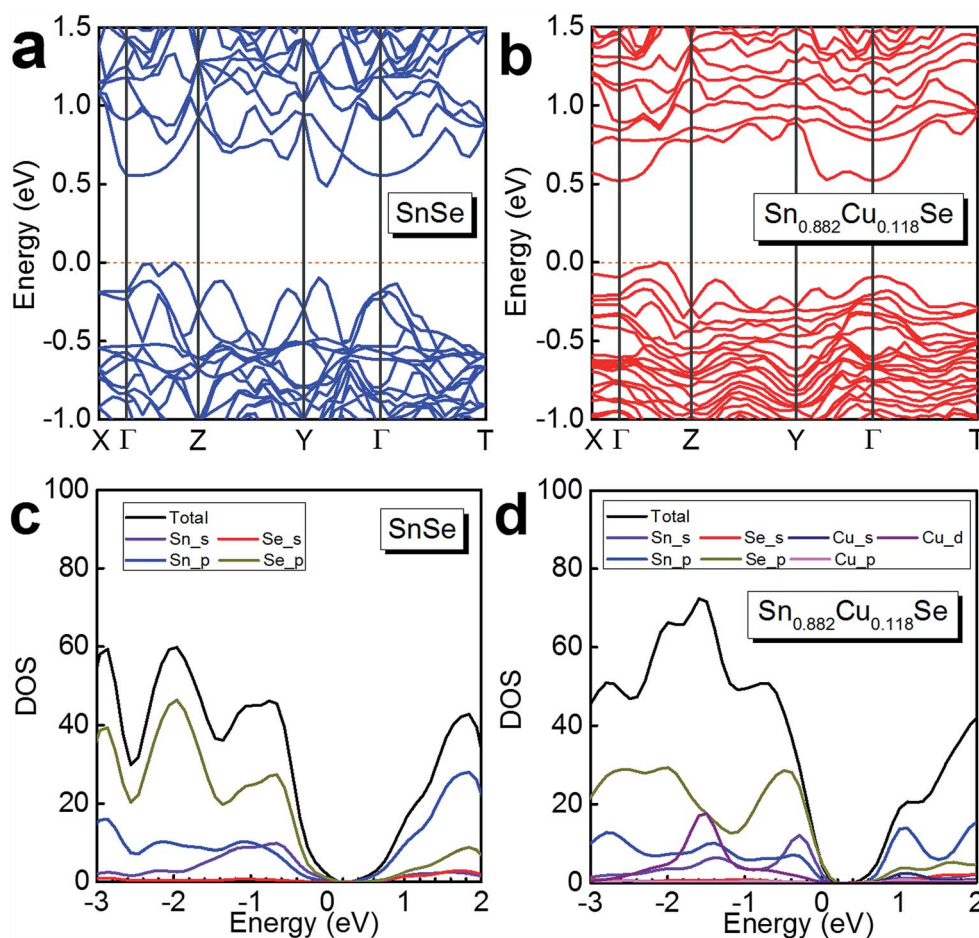 a
b
1.5
1.0
0.5
0.0
-0.5
-1.0
Energy (eV)
SnSe
X Γ Z Y Γ T
1.5
1.0
0.5
0.0
-0.5
-1.0
Energy (eV)
Sn0.882Cu0.118Se
X Γ Z Y Γ T
c
100
80
60
40
20
0
DOS
Total
Sn_s Se_s
Sn_p Se_p
SnSe
-3 -2 -1 0 1 2
Energy (eV)
d
100
80
60
40
20
0
DOS
Total
Sn_s Se_s Cu_s Cu_d
Sn_p Se_p Cu_p
Sn0.882Cu0.118Se
-3 -2 -1 0 1 2
Energy (eV)